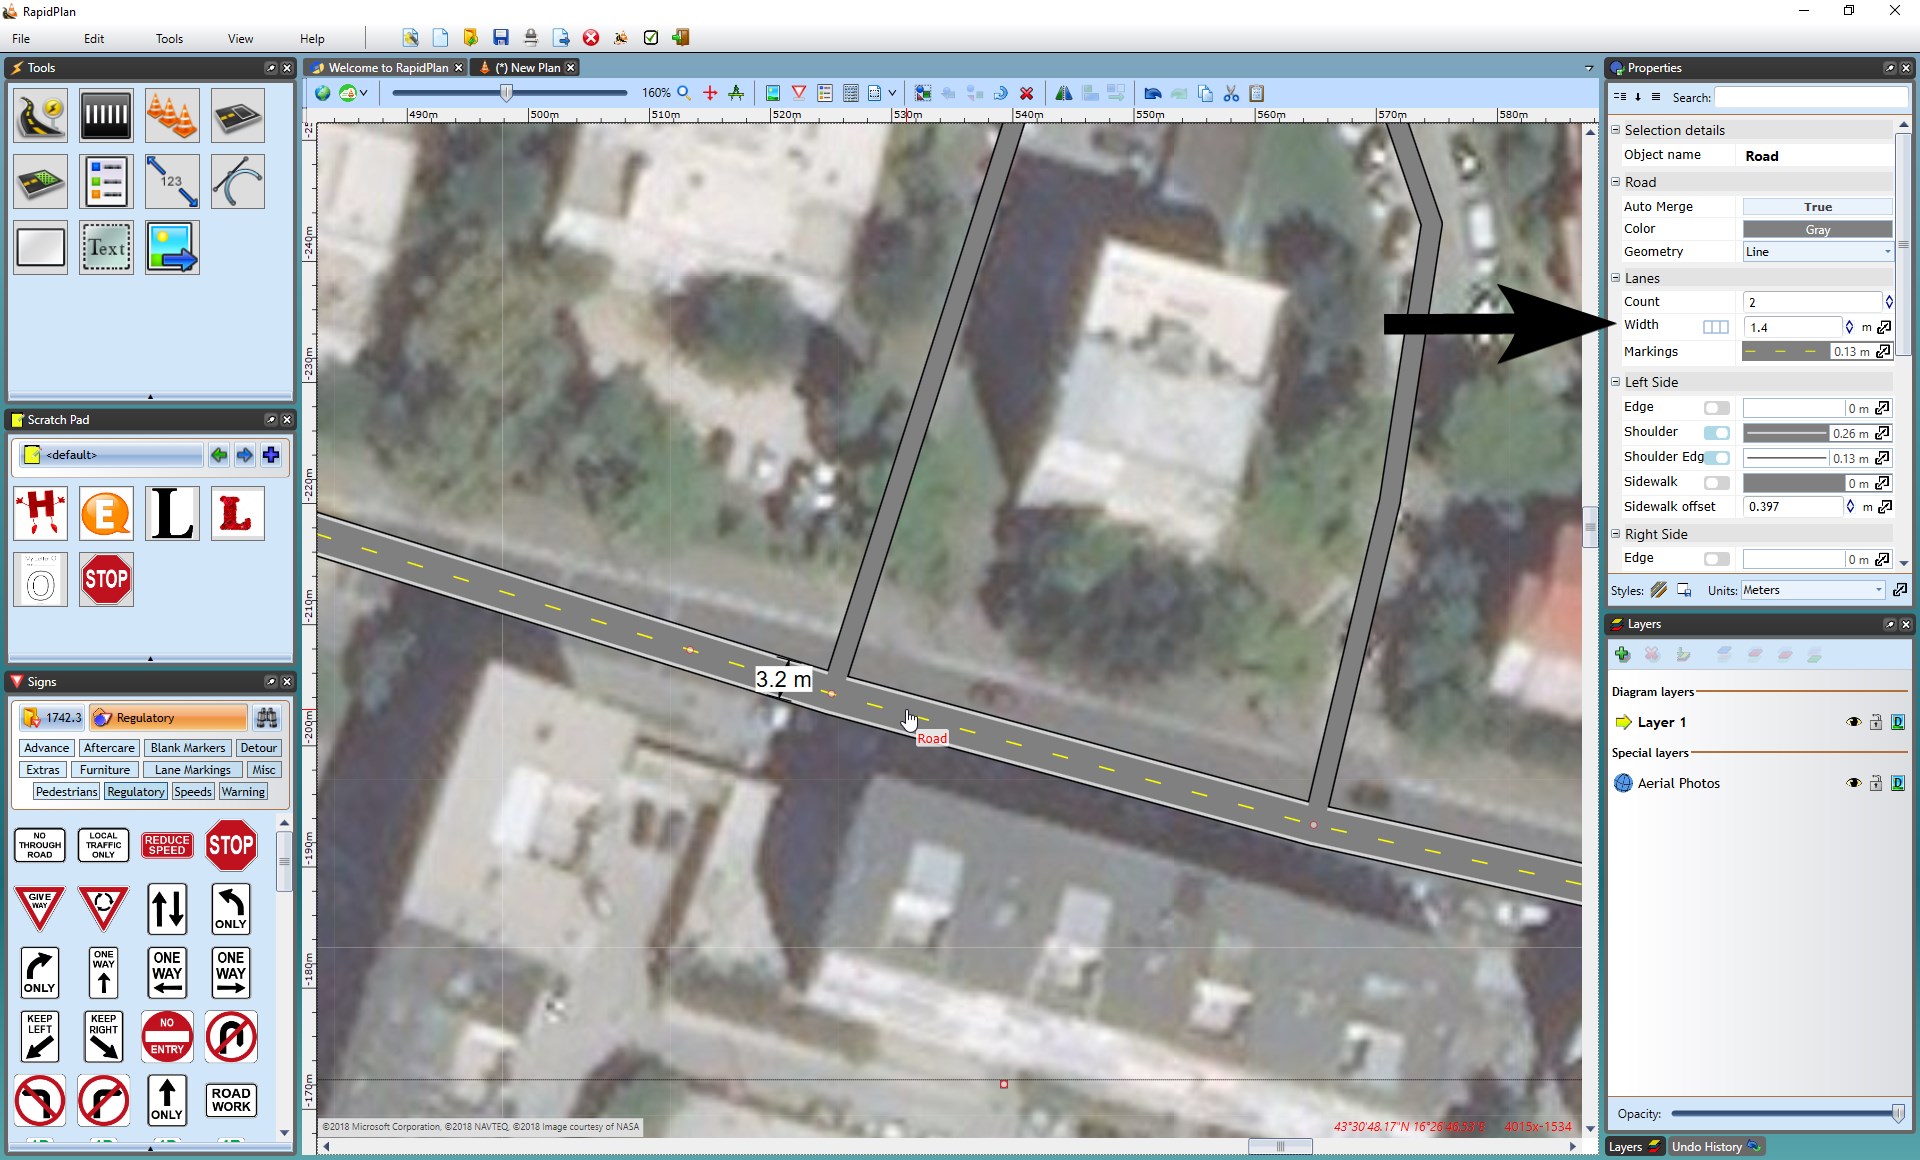 RapidPlan
File Edit Tools View Help
Tools
123
Text
Scratch Pad
<default>
H E L L
O STOP
Signs
1742.3 Regulatory
Advance Aftercare Blank Markers Detour
Extras Furniture Lane Markings Misc
Pedestrians Regulatory Speeds Warning
NO THROUGH ROAD
LOCAL TRAFFIC ONLY
REDUCE SPEED
STOP
GIVE WAY
ONLY
ONLY
ONE WAY
ONE WAY
ONE WAY
KEEP LEFT
KEEP RIGHT
NO ENTRY
ONLY
ROAD WORK
Welcome to RapidPlan (*) New Plan
160%
490m 500m 510m 520m 530m 540m 550m 560m 570m 580m
-240m
-230m
-220m
-210m
-200m
-190m
-180m
-170m
3.2 m
Road
©2018 Microsoft Corporation, ©2018 NAVTEQ, ©2018 Image courtesy of NASA
4015x-1534
Properties
Search:
Selection details
Object name Road
Road
Auto Merge True
Color Gray
Geometry Line
Lanes
Count 2
Width 1.4 m
Markings 0.13 m
Left Side
Edge 0 m
Shoulder 0.26 m
Shoulder Edg 0.13 m
Sidewalk 0 m
Sidewalk offset 0.397 m
Right Side
Edge 0 m
Styles: Units: Meters
Layers
Diagram layers
Layer 1 D
Special layers
Aerial Photos D
Opacity:
Layers Undo History